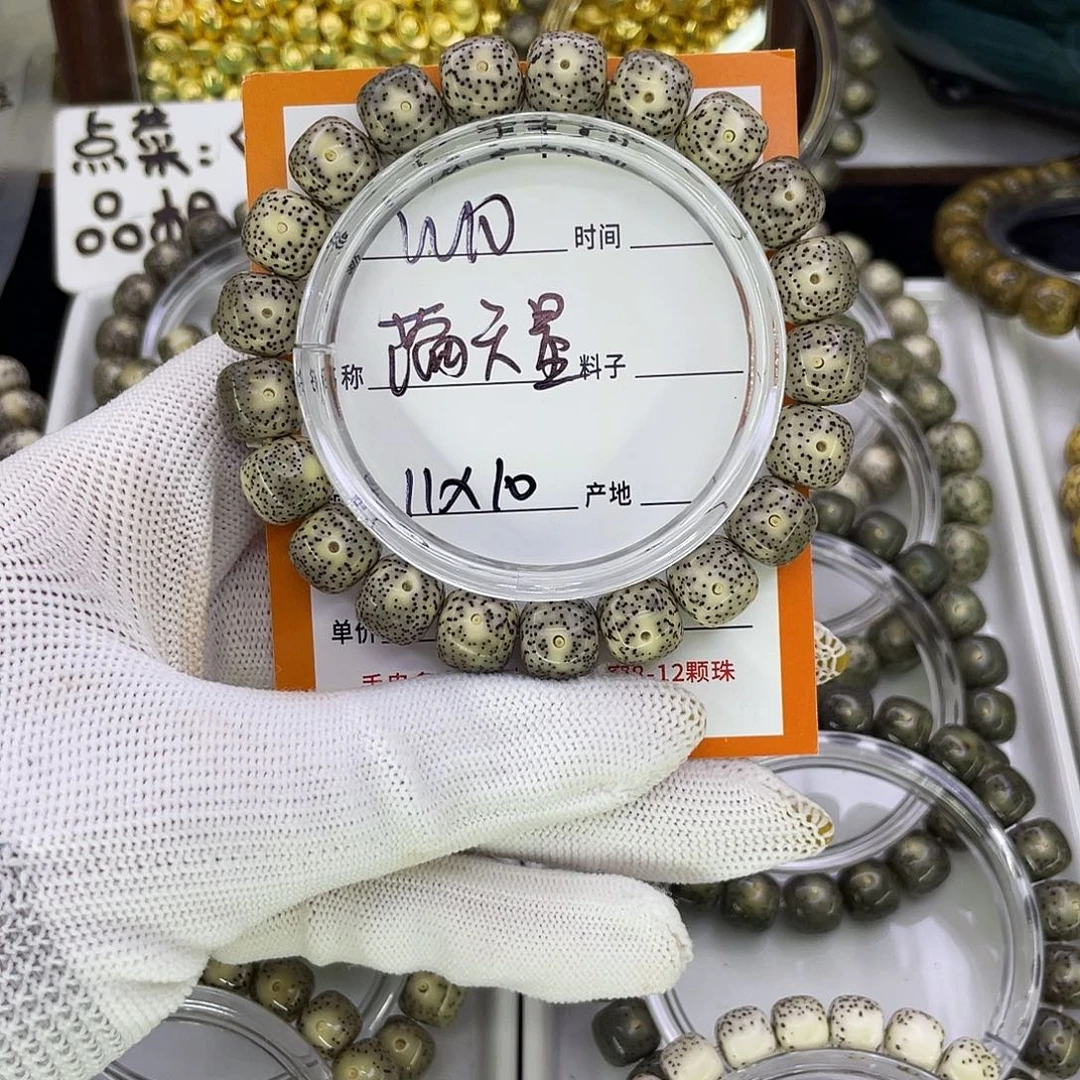 点菜:
品相
时间
称 满天星 料子
11X10 产地
单价
-12颗珠